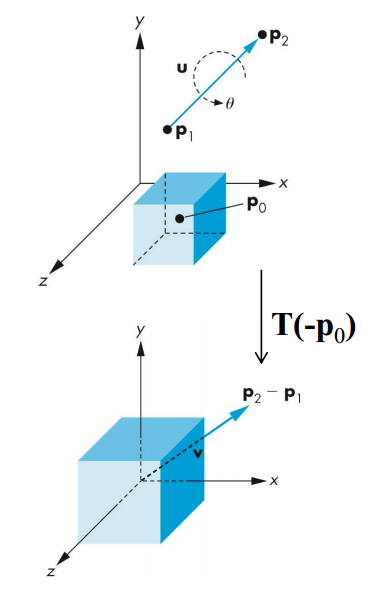 y
p₂
u
θ
p₁
x
p₀
z
T(-p₀)
y
p₂ − p₁
v
x
z